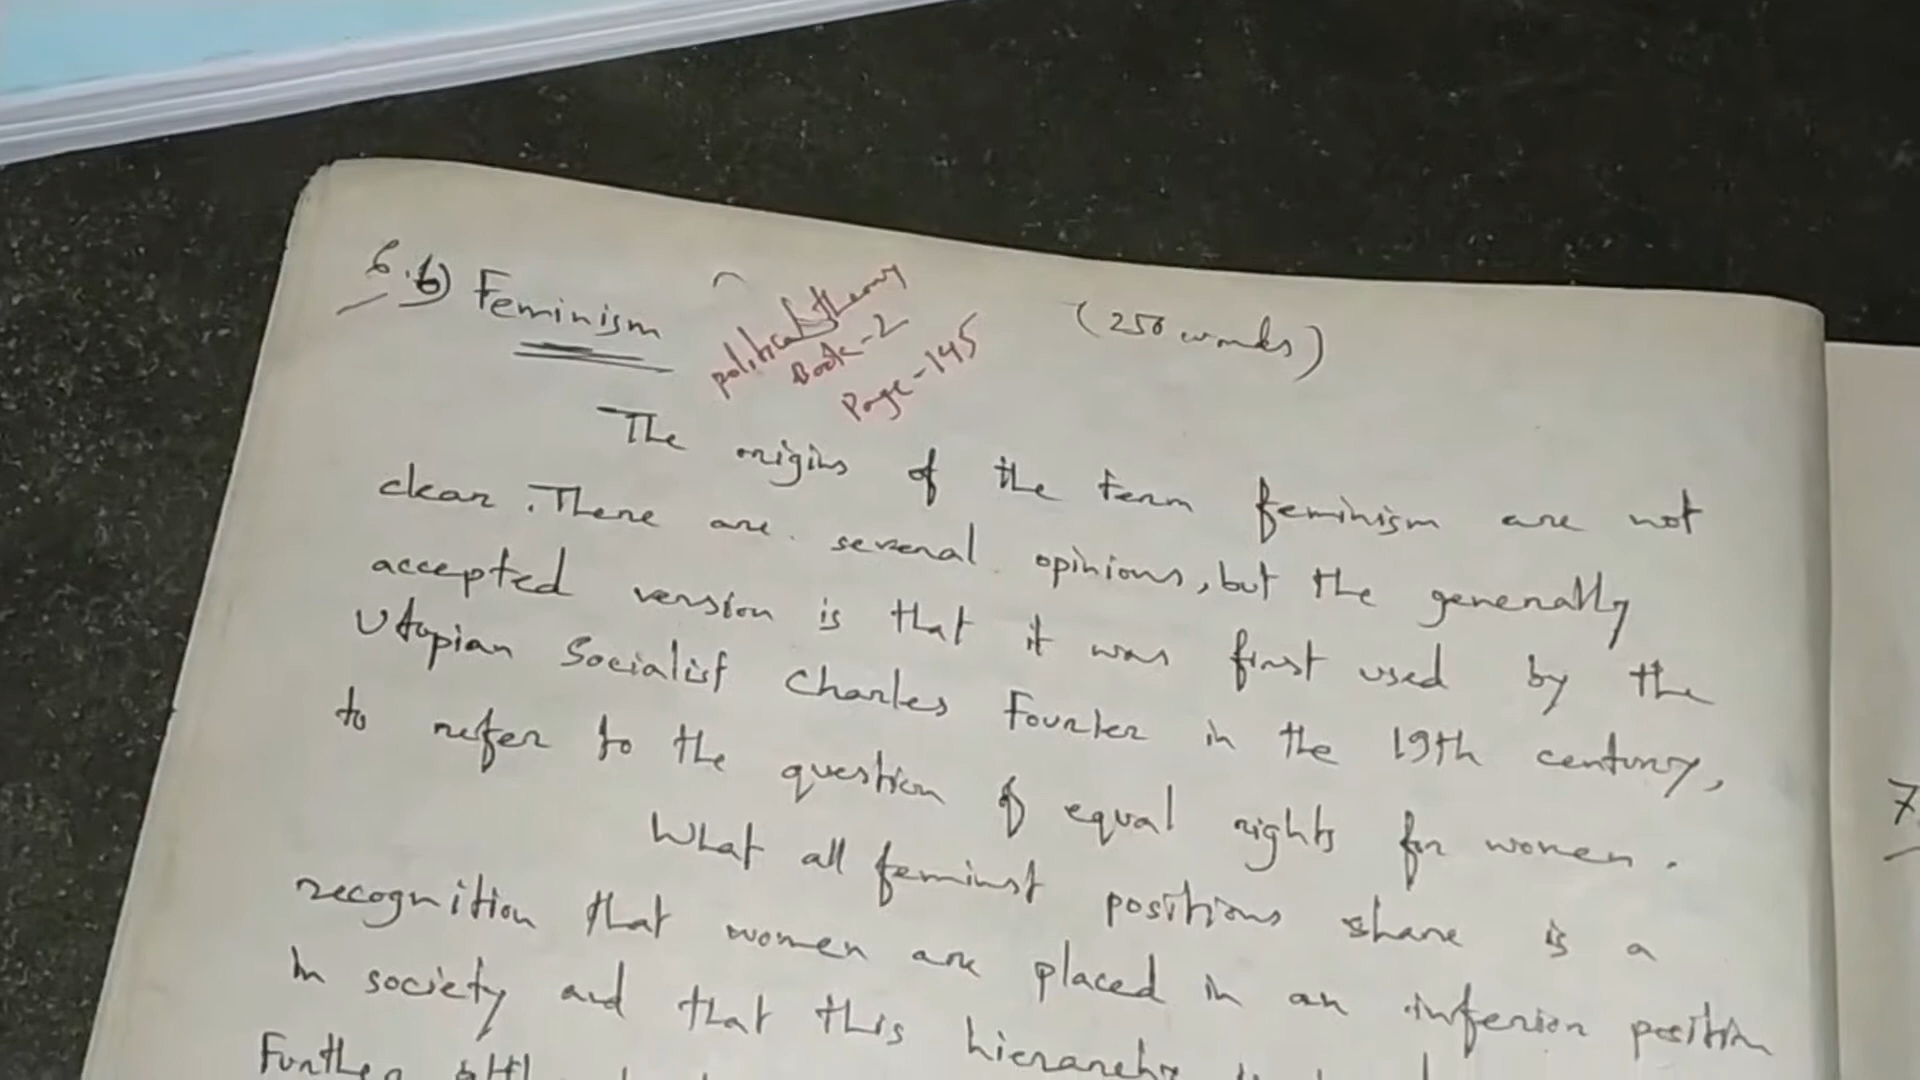 6.b) Feminism
political theory
Book-2
Page-145
(250 words)
The origins of the term feminism are not
clear. There are several opinions, but the generally
accepted version is that it was first used by the
Utopian Socialist Charles Fourier in the 19th century,
to refer to the question of equal rights for women.
What all feminst positions share is a
recognition that women are placed in an inferior position
in society and that this hierarchy
Further
7